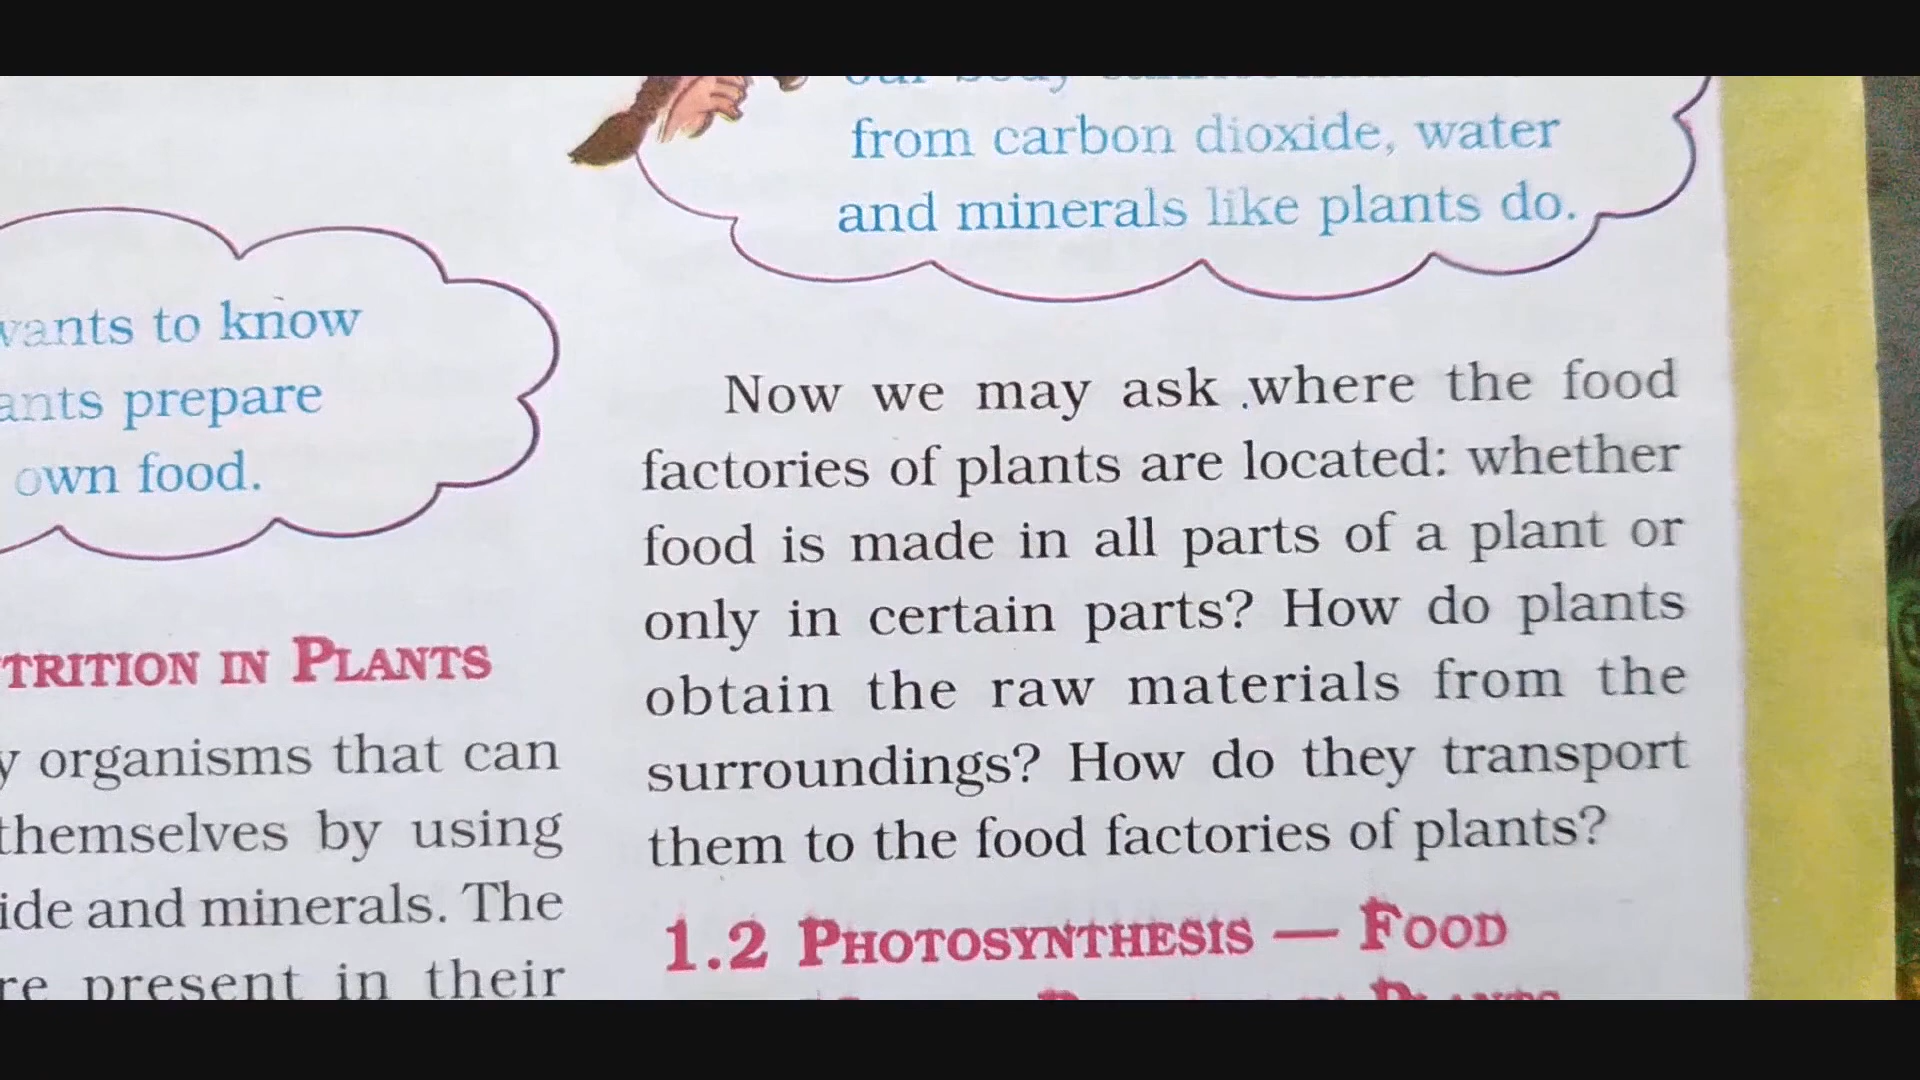 wants to know
prepare
own food.
IN PLANTS
organisms that can
themselves by using
and minerals. The
present in their
from carbon dioxide, water
and minerals like plants do.
Now we may ask where the food
factories of plants are located: whether
food is made in all parts of a plant or
only in certain parts? How do plants
obtain the raw materials from the
surroundings? How do they transport
them to the food factories of plants?
1.2 PHOTOSYNTHESIS — FOOD